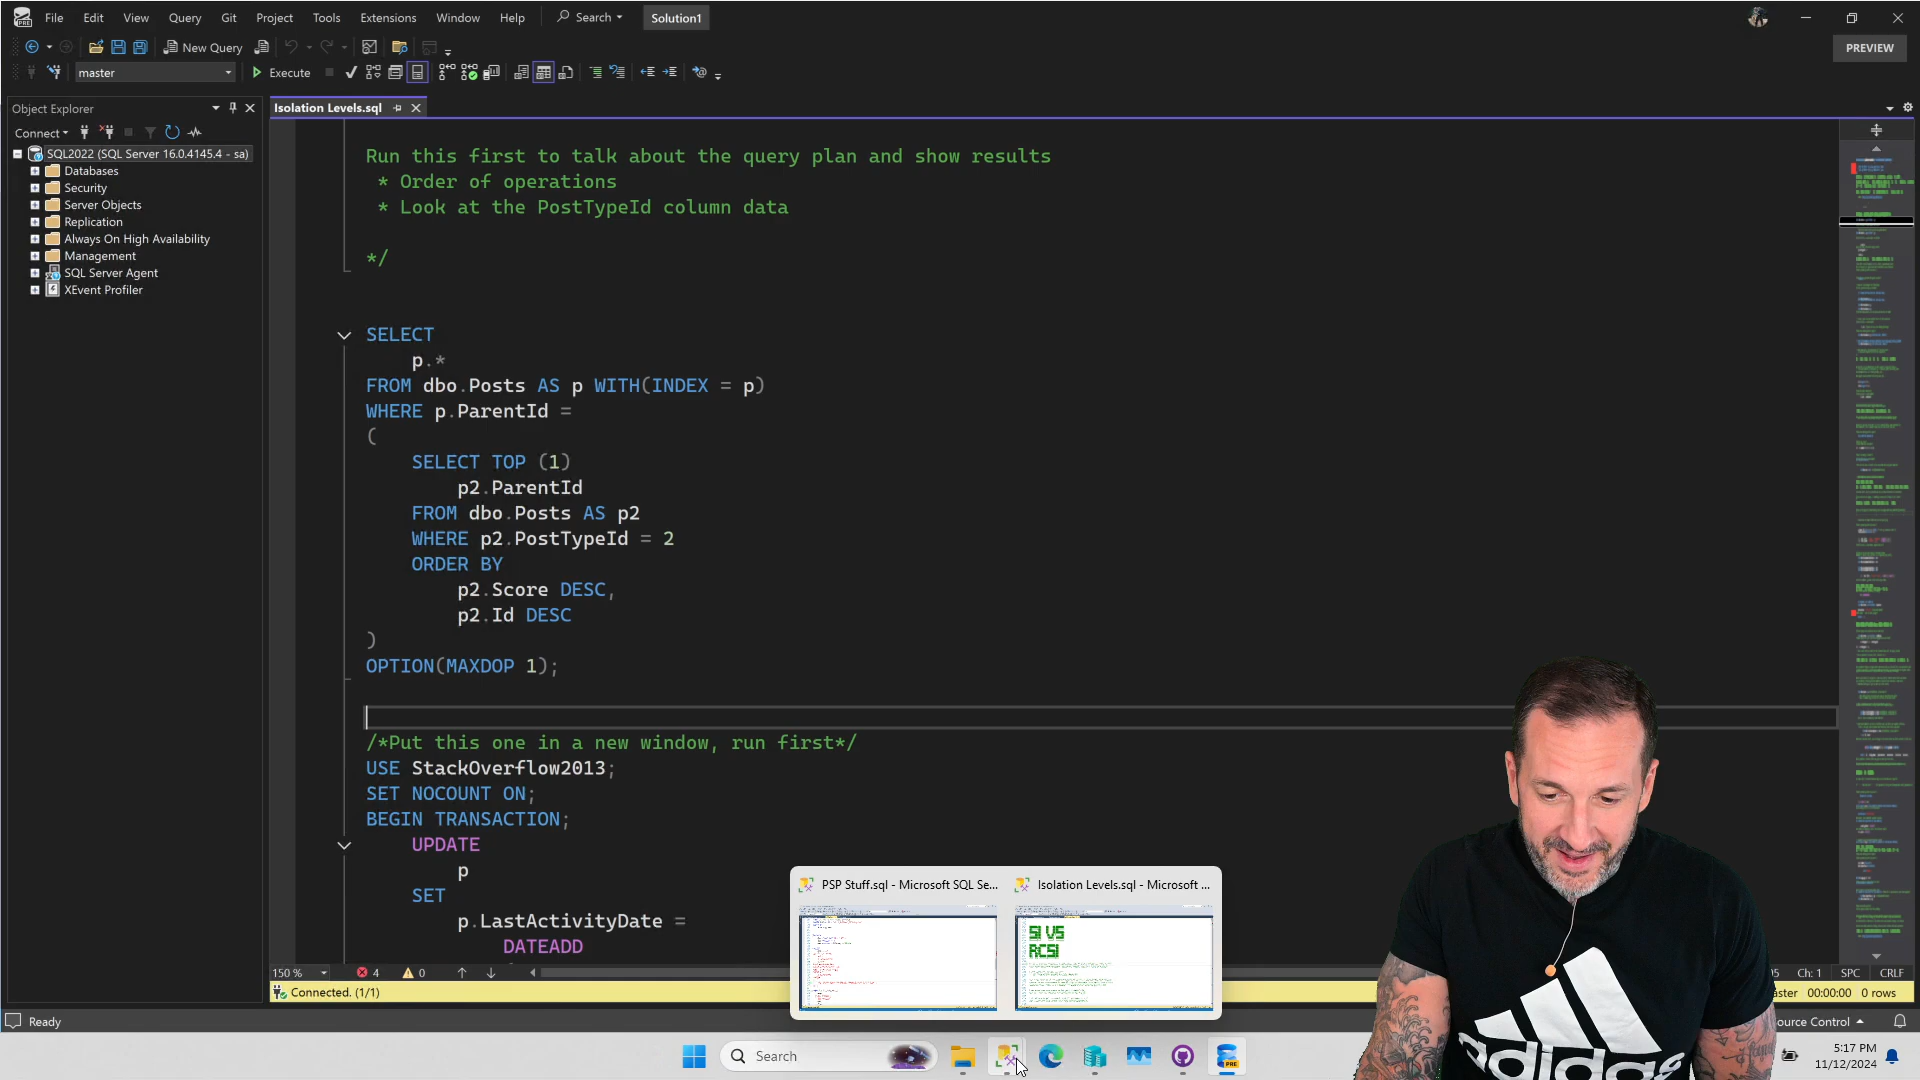 File Edit View Query Git Project Tools Extensions Window Help Search Solution1
New Query
PREVIEW
master Execute
Object Explorer
Isolation Levels.sql
Connect
SQL2022 (SQL Server 16.0.4145.4 - sa)
Databases
Security
Server Objects
Replication
Always On High Availability
Management
SQL Server Agent
XEvent Profiler
Run this first to talk about the query plan and show results
* Order of operations
* Look at the PostTypeId column data
*/
SELECT
p.*
FROM dbo.Posts AS p WITH(INDEX = p)
WHERE p.ParentId =
(
SELECT TOP (1)
p2.ParentId
FROM dbo.Posts AS p2
WHERE p2.PostTypeId = 2
ORDER BY
p2.Score DESC,
p2.Id DESC
)
OPTION(MAXDOP 1);
/*Put this one in a new window, run first*/
USE StackOverflow2013;
SET NOCOUNT ON;
BEGIN TRANSACTION;
UPDATE
p
SET
p.LastActivityDate =
DATEADD
PSP Stuff.sql - Microsoft SQL Se...
Isolation Levels.sql - Microsoft ...
SI VS
RCSI
150 % 4 0
Ch: 1 SPC CRLF
Connected. (1/1)
00:00:00 0 rows
Ready
Source Control
Search
PRE
adidas
5:17 PM
11/12/2024